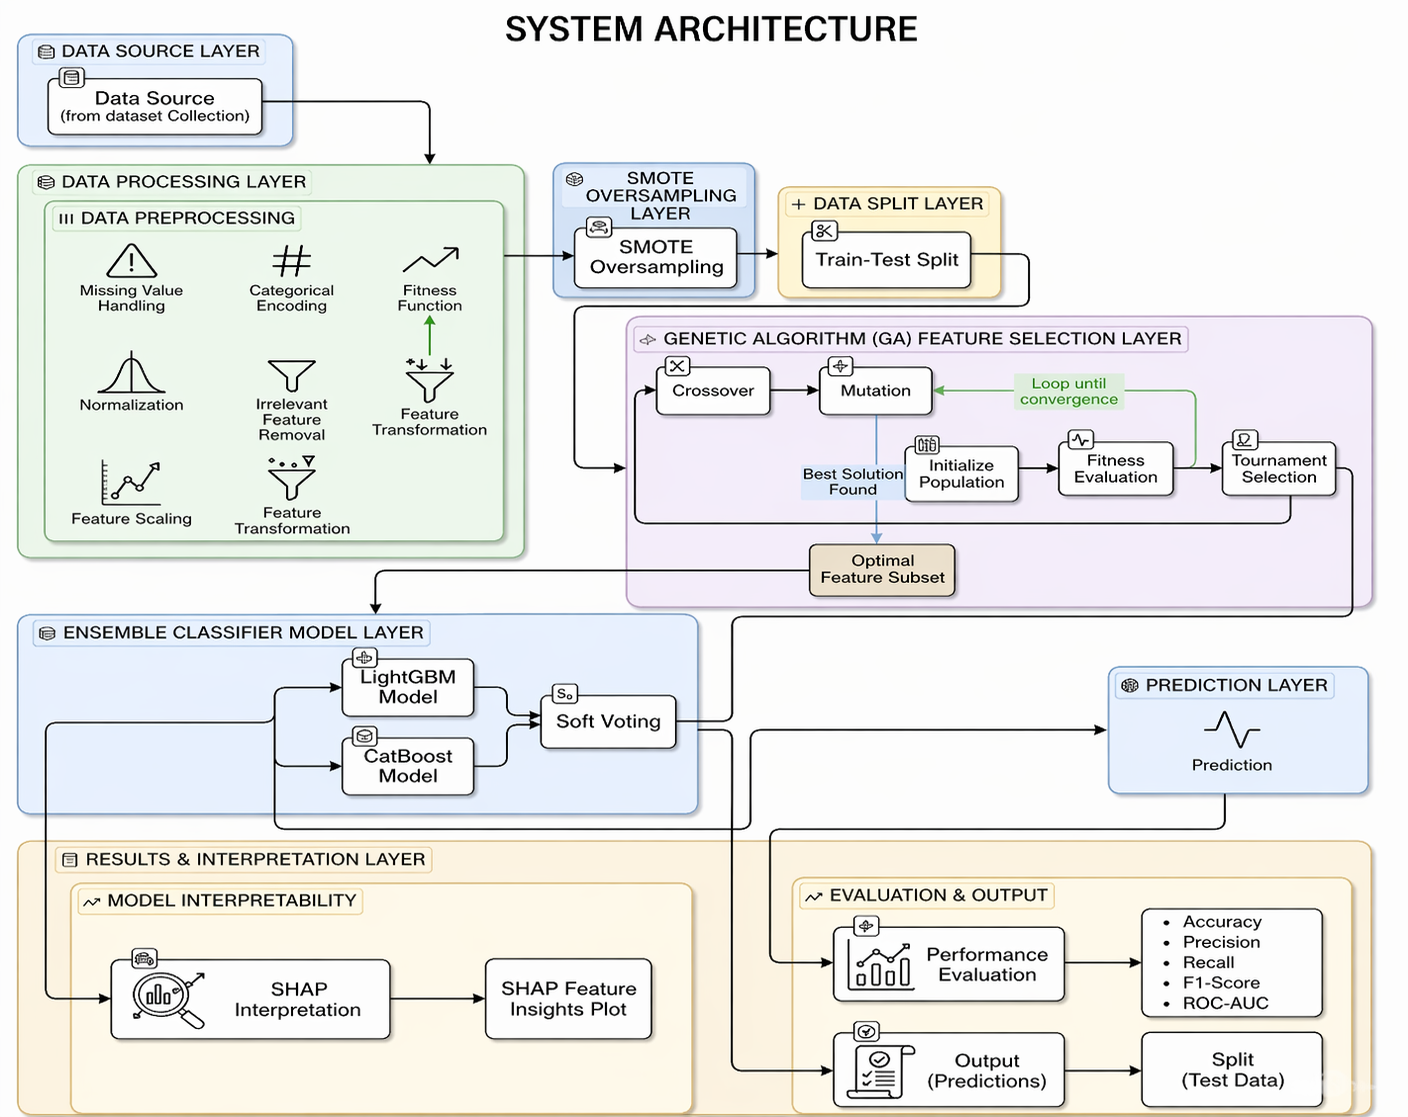 SYSTEM ARCHITECTURE
DATA SOURCE LAYER
Data Source
(from dataset Collection)
DATA PROCESSING LAYER
DATA PREPROCESSING
Missing Value
Handling
Categorical
Encoding
Fitness
Function
Normalization
Irrelevant
Feature
Removal
Feature
Transformation
Feature Scaling
Feature
Transformation
SMOTE
OVERSAMPLING
LAYER
SMOTE
Oversampling
DATA SPLIT LAYER
Train-Test Split
GENETIC ALGORITHM (GA) FEATURE SELECTION LAYER
Crossover
Mutation
Loop until
convergence
Best Solution
Found
Initialize
Population
Fitness
Evaluation
Tournament
Selection
Optimal
Feature Subset
ENSEMBLE CLASSIFIER MODEL LAYER
LightGBM
Model
CatBoost
Model
So
Soft Voting
PREDICTION LAYER
Prediction
RESULTS & INTERPRETATION LAYER
MODEL INTERPRETABILITY
SHAP
Interpretation
SHAP Feature
Insights Plot
EVALUATION & OUTPUT
Performance
Evaluation
• Accuracy
• Precision
• Recall
• F1-Score
• ROC-AUC
Output
(Predictions)
Split
(Test Data)